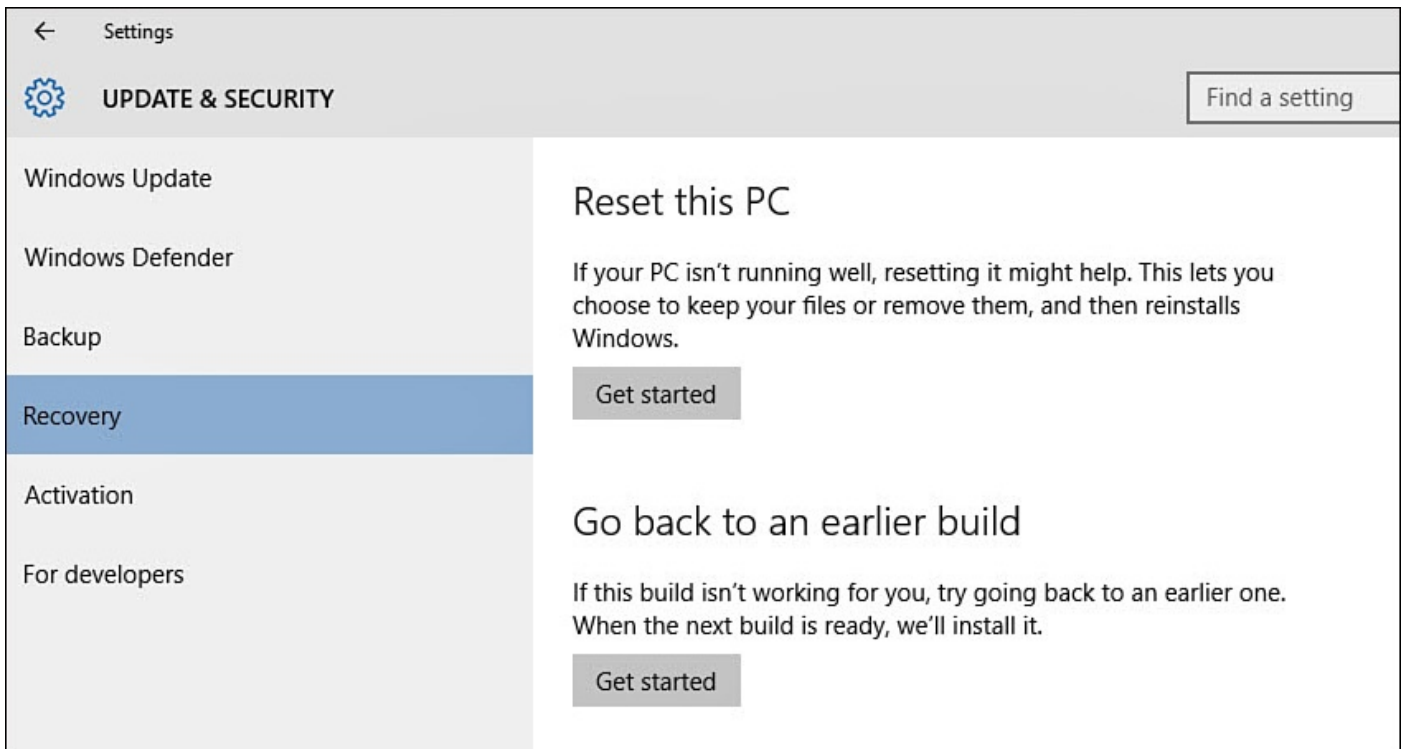 Settings
UPDATE & SECURITY
Find a setting
Windows Update
Windows Defender
Backup
Recovery
Activation
For developers
Reset this PC
If your PC isn’t running well, resetting it might help. This lets you
choose to keep your files or remove them, and then reinstalls
Windows.
Get started
Go back to an earlier build
If this build isn’t working for you, try going back to an earlier one.
When the next build is ready, we’ll install it.
Get started